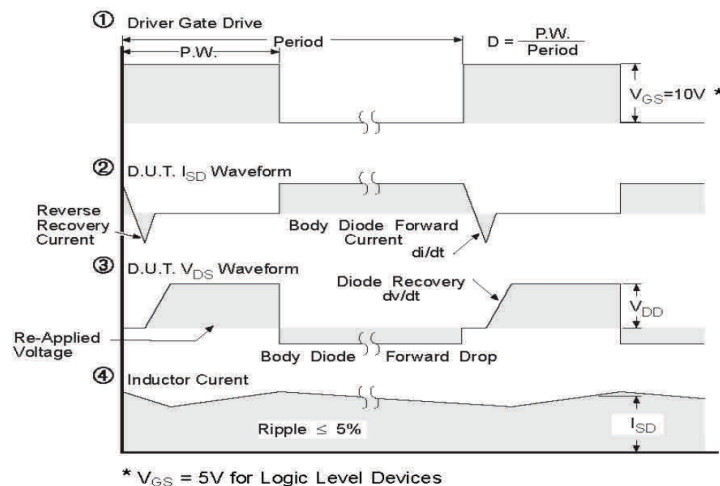 ① Driver Gate Drive
P.W.
Period
D = P.W.
Period
V_GS=10V *
② D.U.T. I_SD Waveform
Reverse
Recovery
Current
Body Diode Forward
Current
di/dt
③ D.U.T. V_DS Waveform
Diode Recovery
dv/dt
V_DD
Re-Applied
Voltage
Body Diode Forward Drop
④ Inductor Curent
Ripple ≤ 5%
I_SD
* V_GS = 5V for Logic Level Devices